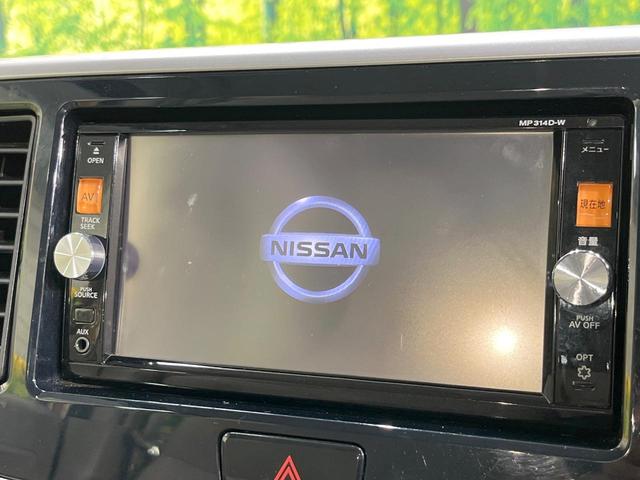 MP314D-W
OPEN
AV
TRACK
SEEK
PUSH
SOURCE
AUX
NISSAN
メニュー
現在地
音量
PUSH
AV OFF
OPT